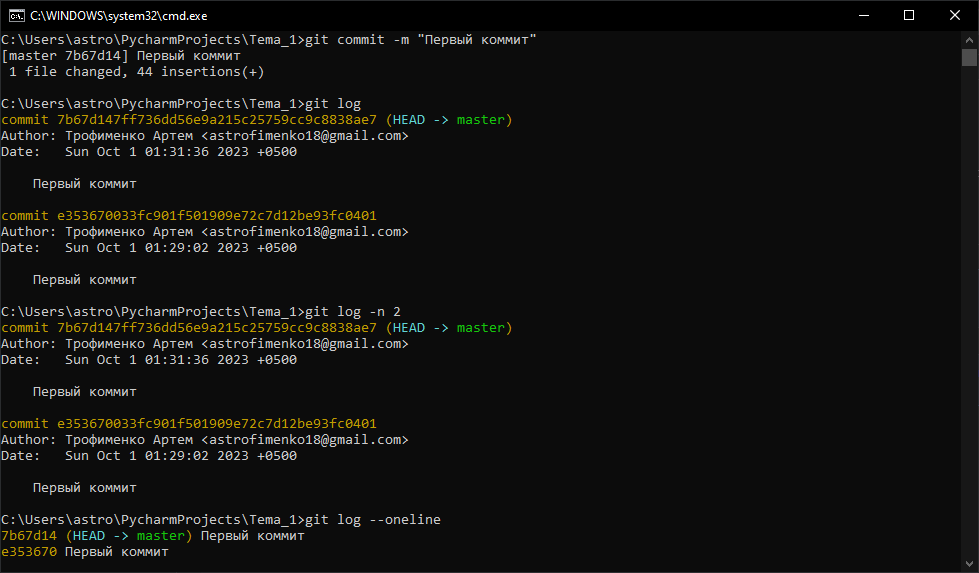 C:\WINDOWS\system32\cmd.exe
C:\Users\astro\PycharmProjects\Tema_1>git commit -m "Первый коммит"
[master 7b67d14] Первый коммит
 1 file changed, 44 insertions(+)
C:\Users\astro\PycharmProjects\Tema_1>git log
commit 7b67d147ff736dd56e9a215c25759cc9c8838ae7 (HEAD -> master)
Author: Трофименко Артем <astrofimenko18@gmail.com>
Date:   Sun Oct 1 01:31:36 2023 +0500
    Первый коммит
commit e353670033fc901f501909e72c7d12be93fc0401
Author: Трофименко Артем <astrofimenko18@gmail.com>
Date:   Sun Oct 1 01:29:02 2023 +0500
    Первый коммит
C:\Users\astro\PycharmProjects\Tema_1>git log -n 2
commit 7b67d147ff736dd56e9a215c25759cc9c8838ae7 (HEAD -> master)
Author: Трофименко Артем <astrofimenko18@gmail.com>
Date:   Sun Oct 1 01:31:36 2023 +0500
    Первый коммит
commit e353670033fc901f501909e72c7d12be93fc0401
Author: Трофименко Артем <astrofimenko18@gmail.com>
Date:   Sun Oct 1 01:29:02 2023 +0500
    Первый коммит
C:\Users\astro\PycharmProjects\Tema_1>git log --oneline
7b67d14 (HEAD -> master) Первый коммит
e353670 Первый коммит